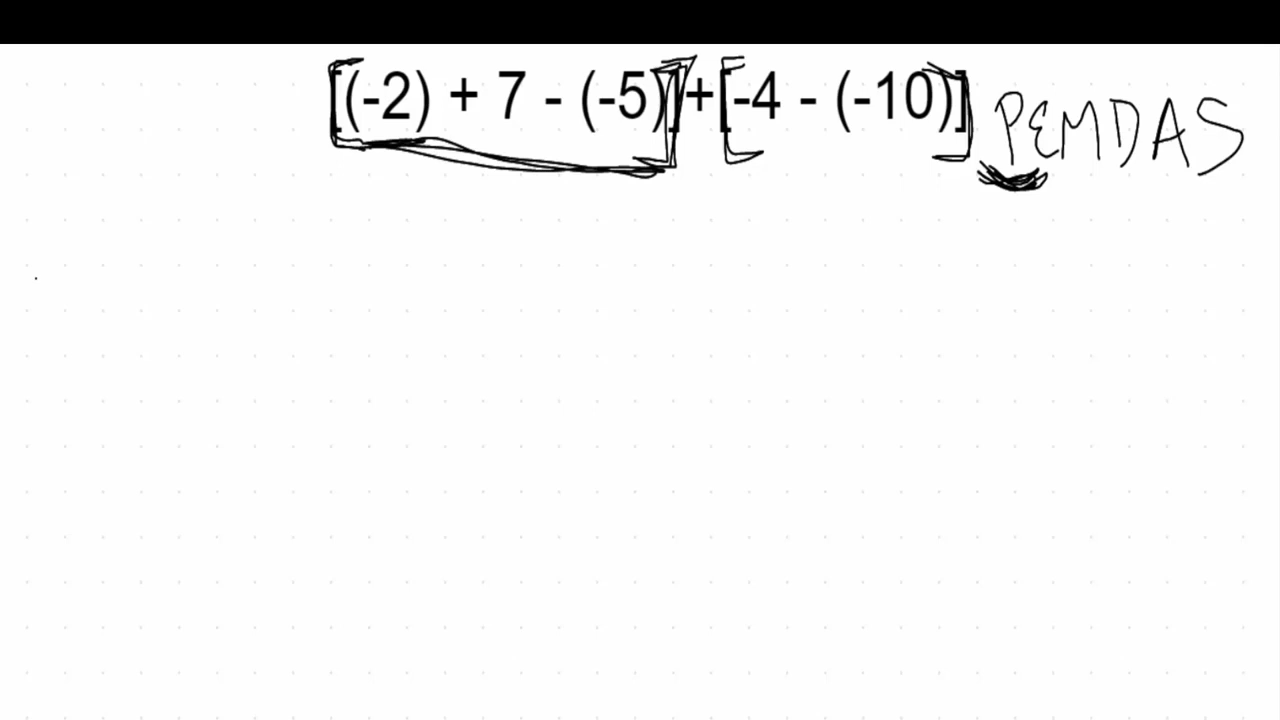 [(-2) + 7 - (-5)]+[-4 - (-10)] PEMDAS